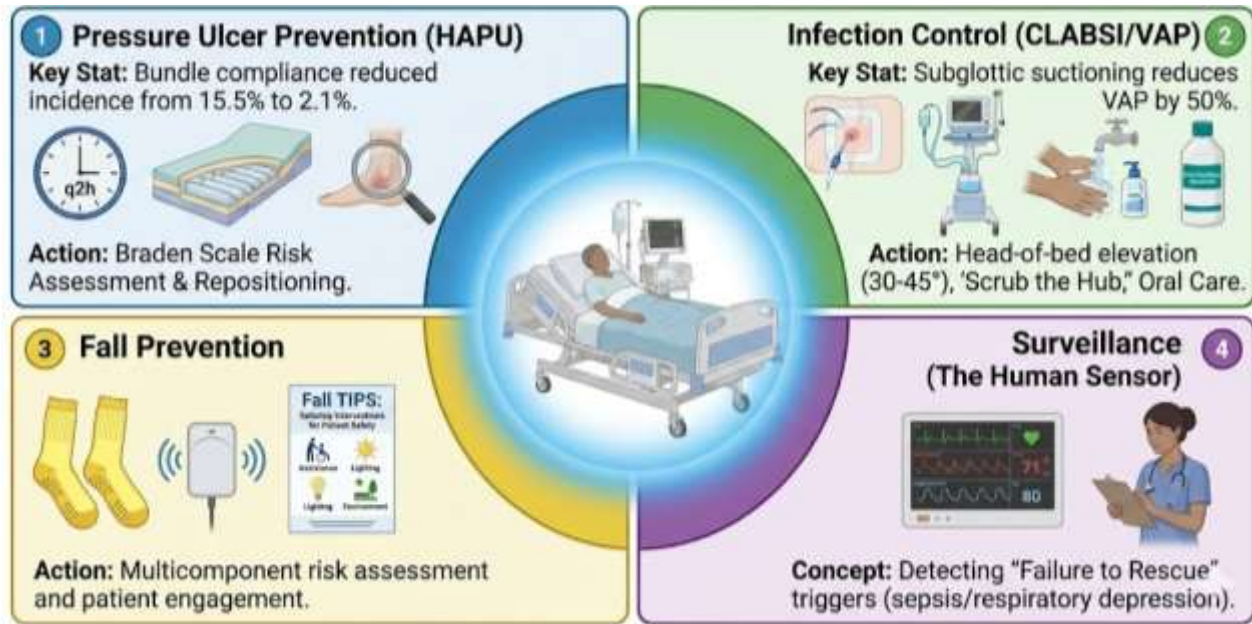 1 Pressure Ulcer Prevention (HAPU)
Key Stat: Bundle compliance reduced
incidence from 15.5% to 2.1%.
q2h
Action: Braden Scale Risk
Assessment & Repositioning.
Infection Control (CLABSI/VAP) 2
Key Stat: Subglottic suctioning reduces
VAP by 50%.
Action: Head-of-bed elevation
(30-45°), 'Scrub the Hub," Oral Care.
3 Fall Prevention
Fall TIPS:
for Patient Safety
Assistance Lighting
Lighting Environment
Action: Multicomponent risk assessment
and patient engagement.
Surveillance 4
(The Human Sensor)
71
80
Concept: Detecting “Failure to Rescue”
triggers (sepsis/respiratory depression).